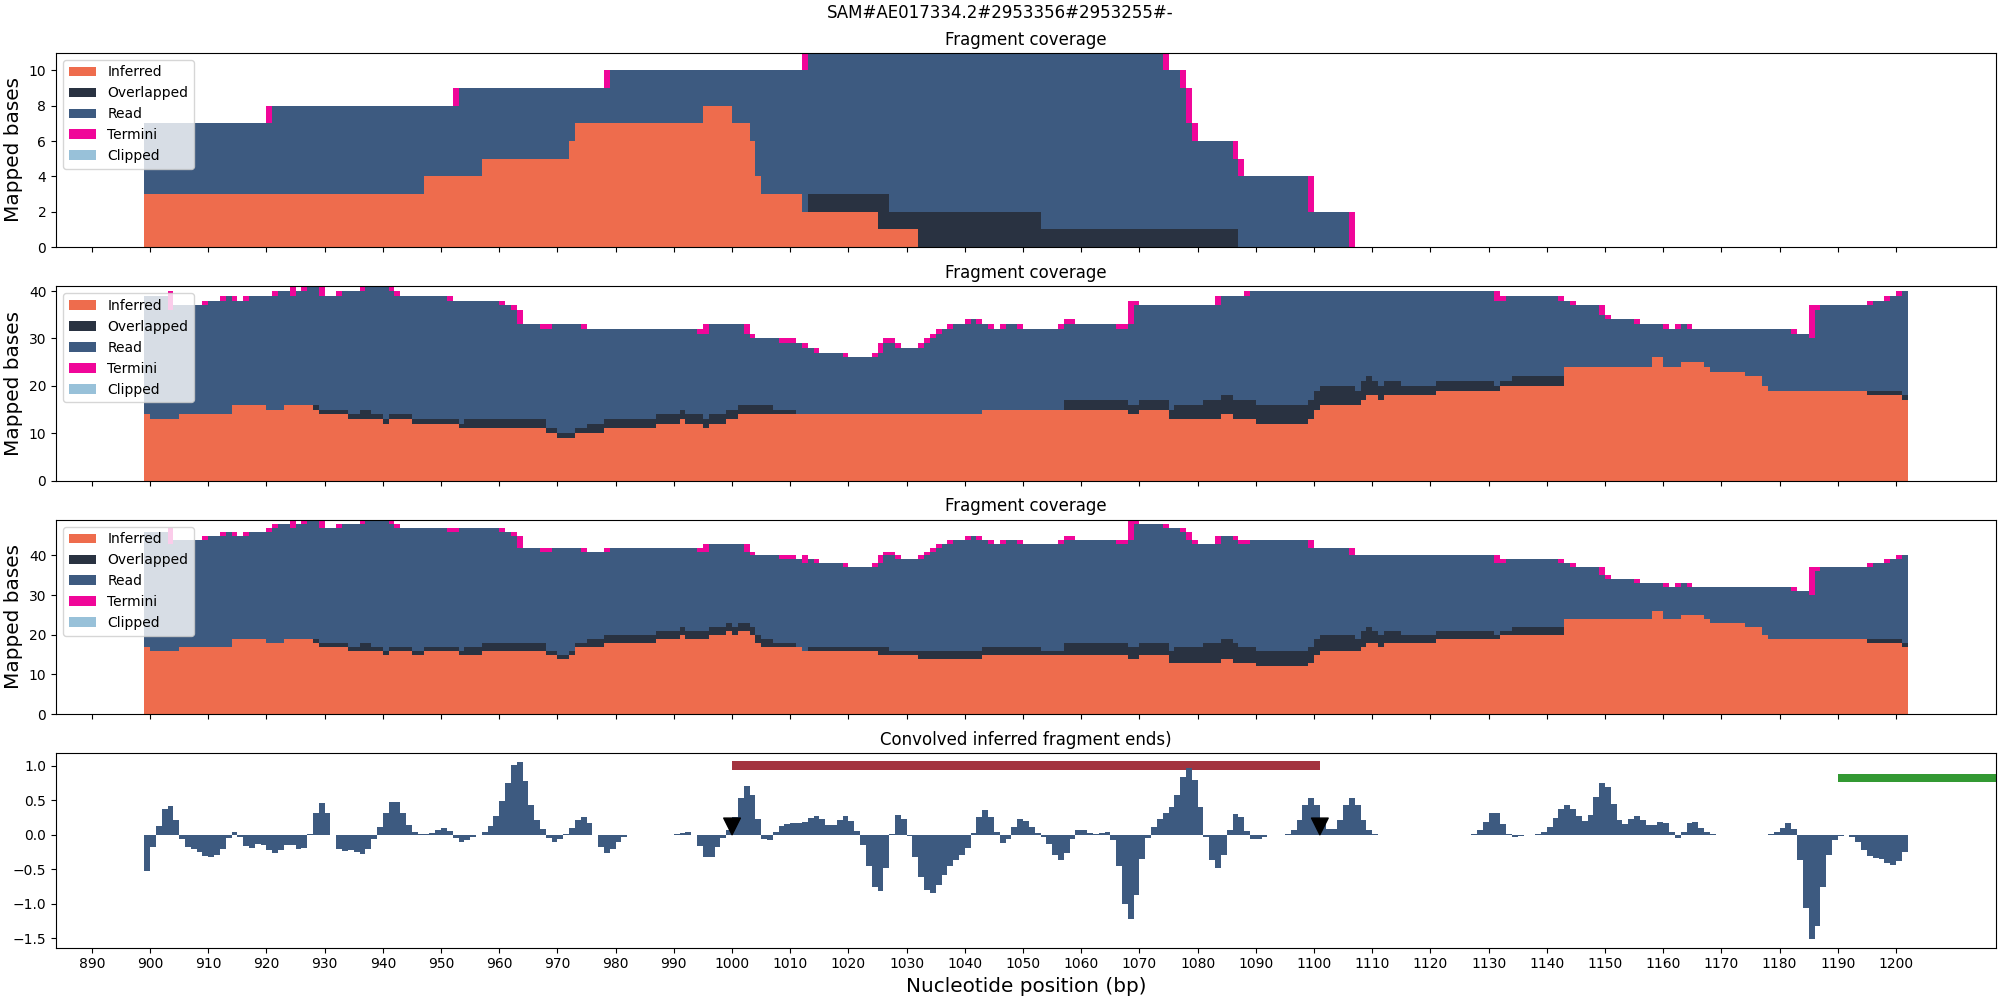 SAM#AE017334.2#2953356#2953255#-
Fragment coverage
Mapped bases
10
8
6
4
2
0
Inferred
Overlapped
Read
Termini
Clipped
Fragment coverage
Mapped bases
40
30
20
10
0
Inferred
Overlapped
Read
Termini
Clipped
Fragment coverage
Mapped bases
40
30
20
10
0
Inferred
Overlapped
Read
Termini
Clipped
Convolved inferred fragment ends)
1.0
0.5
0.0
−0.5
−1.0
−1.5
890 900 910 920 930 940 950 960 970 980 990 1000 1010 1020 1030 1040 1050 1060 1070 1080 1090 1100 1110 1120 1130 1140 1150 1160 1170 1180 1190 1200
Nucleotide position (bp)